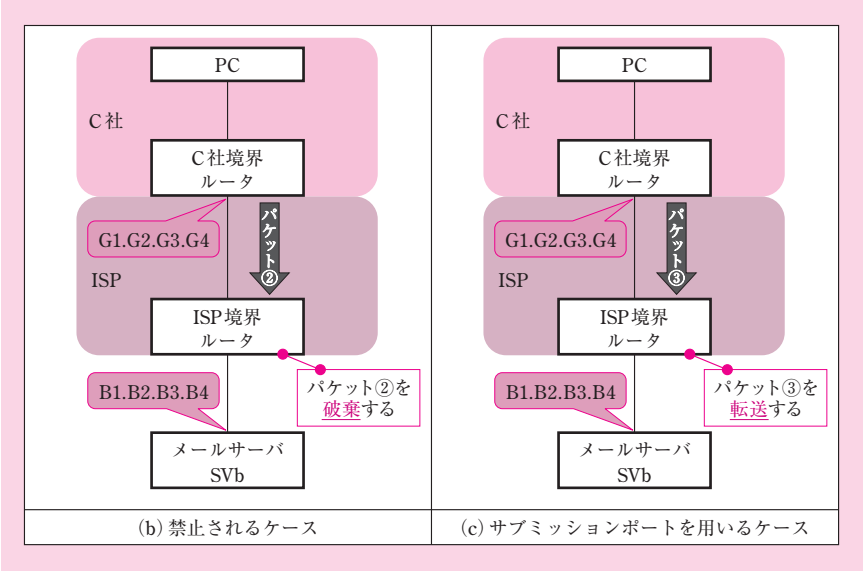 PC
C社
C社境界
ルータ
G1.G2.G3.G4
パケット②
ISP
ISP境界
ルータ
パケット②を
破棄する
B1.B2.B3.B4
メールサーバ
SVb
(b)禁止されるケース
PC
C社
C社境界
ルータ
G1.G2.G3.G4
パケット③
ISP
ISP境界
ルータ
パケット③を
転送する
B1.B2.B3.B4
メールサーバ
SVb
(c)サブミッションポートを用いるケース